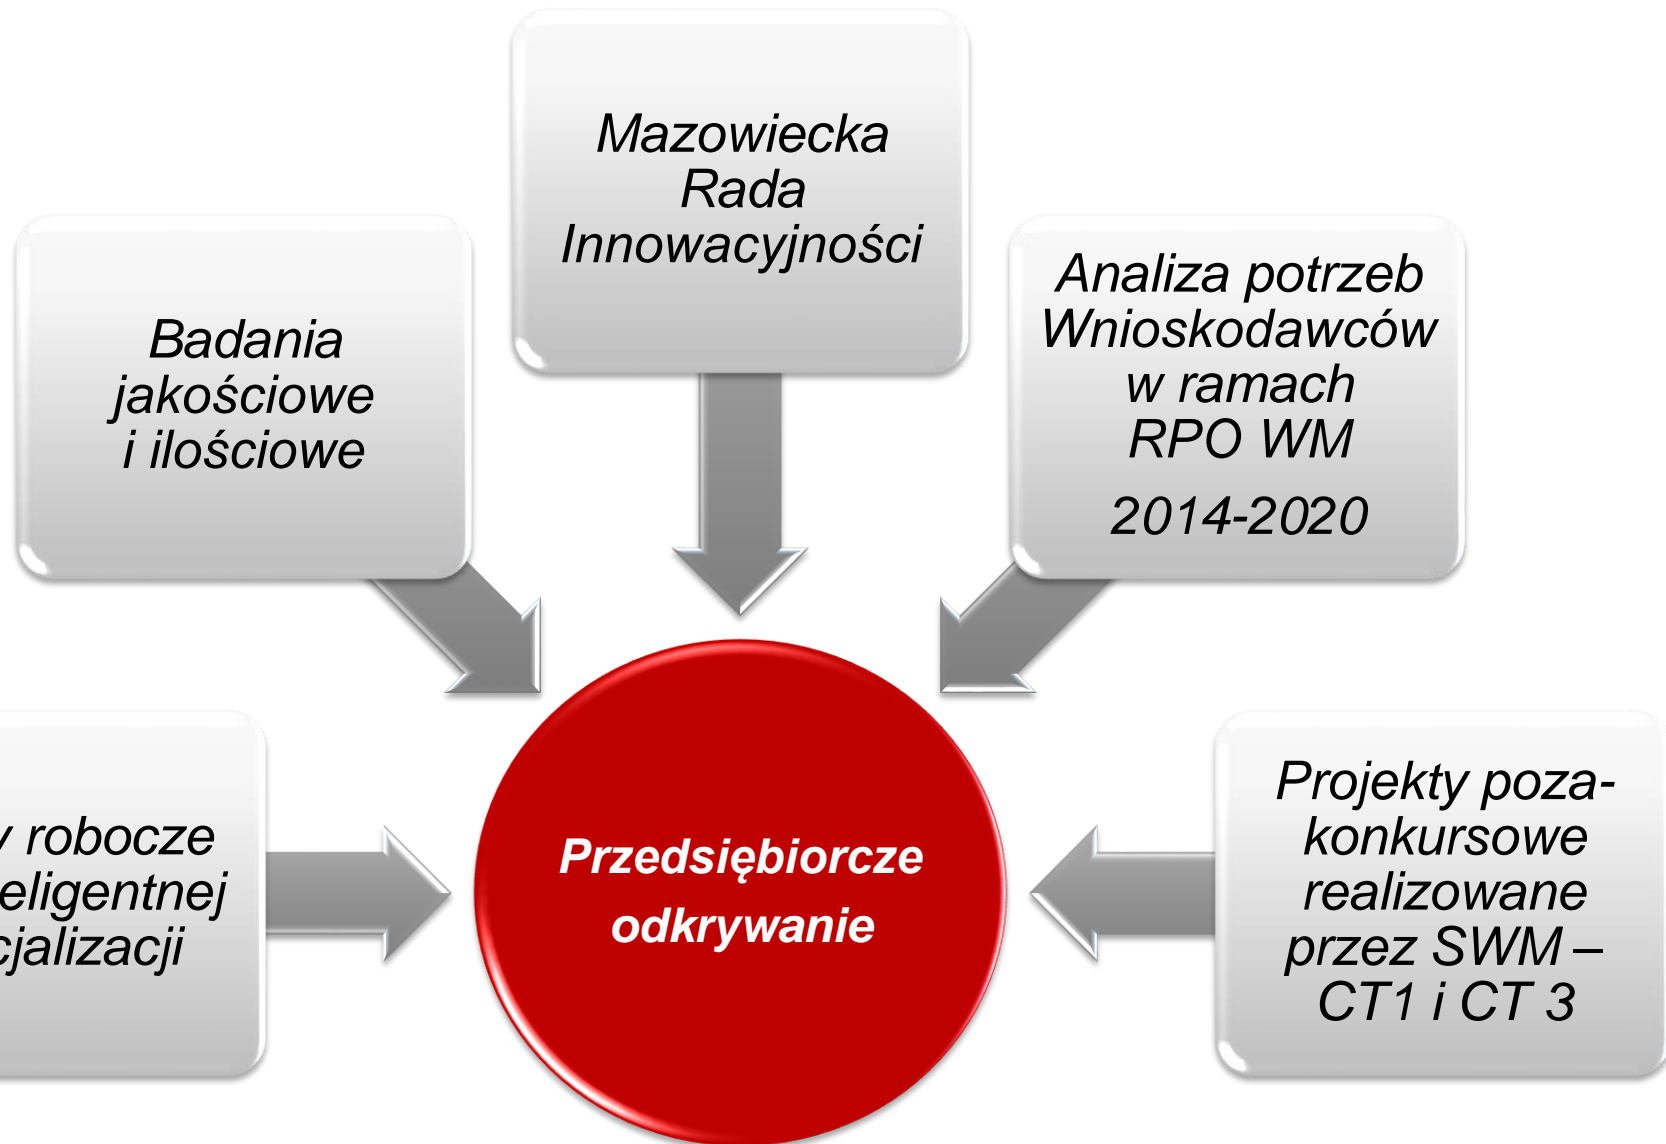 Mazowiecka
Rada
Innowacyjności
Badania
jakościowe
i ilościowe
Analiza potrzeb
Wnioskodawców
w ramach
RPO WM
2014-2020
robocze
Przedsiębiorcze
odkrywanie
Projekty poza-
konkursowe
realizowane
przez SWM –
CT1 i CT 3